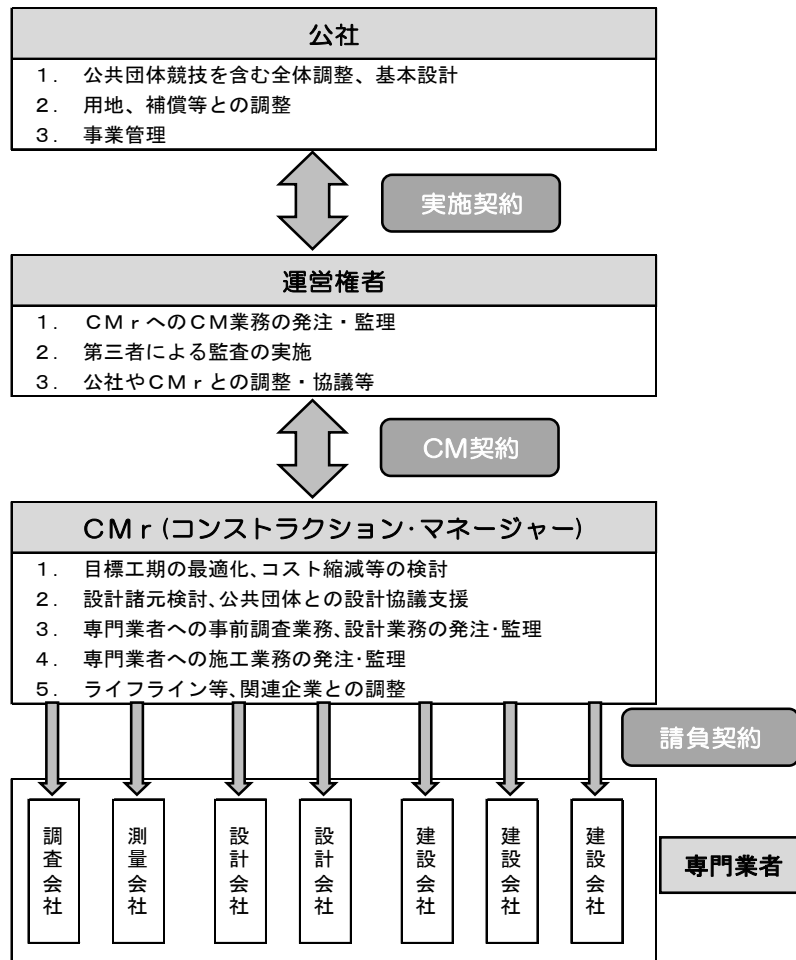 公社
1． 公共団体競技を含む全体調整、基本設計
2． 用地、補償等との調整
3． 事業管理
実施契約
運営権者
1． CMrへのCM業務の発注・監理
2． 第三者による監査の実施
3． 公社やCMrとの調整・協議等
CM契約
CMr(コンストラクション･マネージャー)
1． 目標工期の最適化､コスト縮減等の検討
2． 設計諸元検討､公共団体との設計協議支援
3． 専門業者への事前調査業務､設計業務の発注･監理
4． 専門業者への施工業務の発注･監理
5． ライフライン等､関連企業との調整
請負契約
調査会社
測量会社
設計会社
設計会社
建設会社
建設会社
建設会社
専門業者